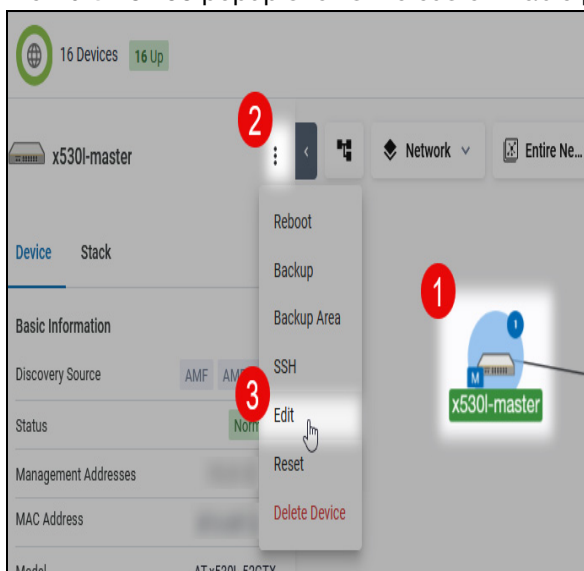 16 Devices 16 Up
2
x530l-master
Network
Entire Ne...
Reboot
Device Stack
Backup
1
Basic Information
Backup Area
1
Discovery Source AMF
SSH
M
3
Status
Edit
x530l-master
Management Addresses
Reset
MAC Address
Delete Device